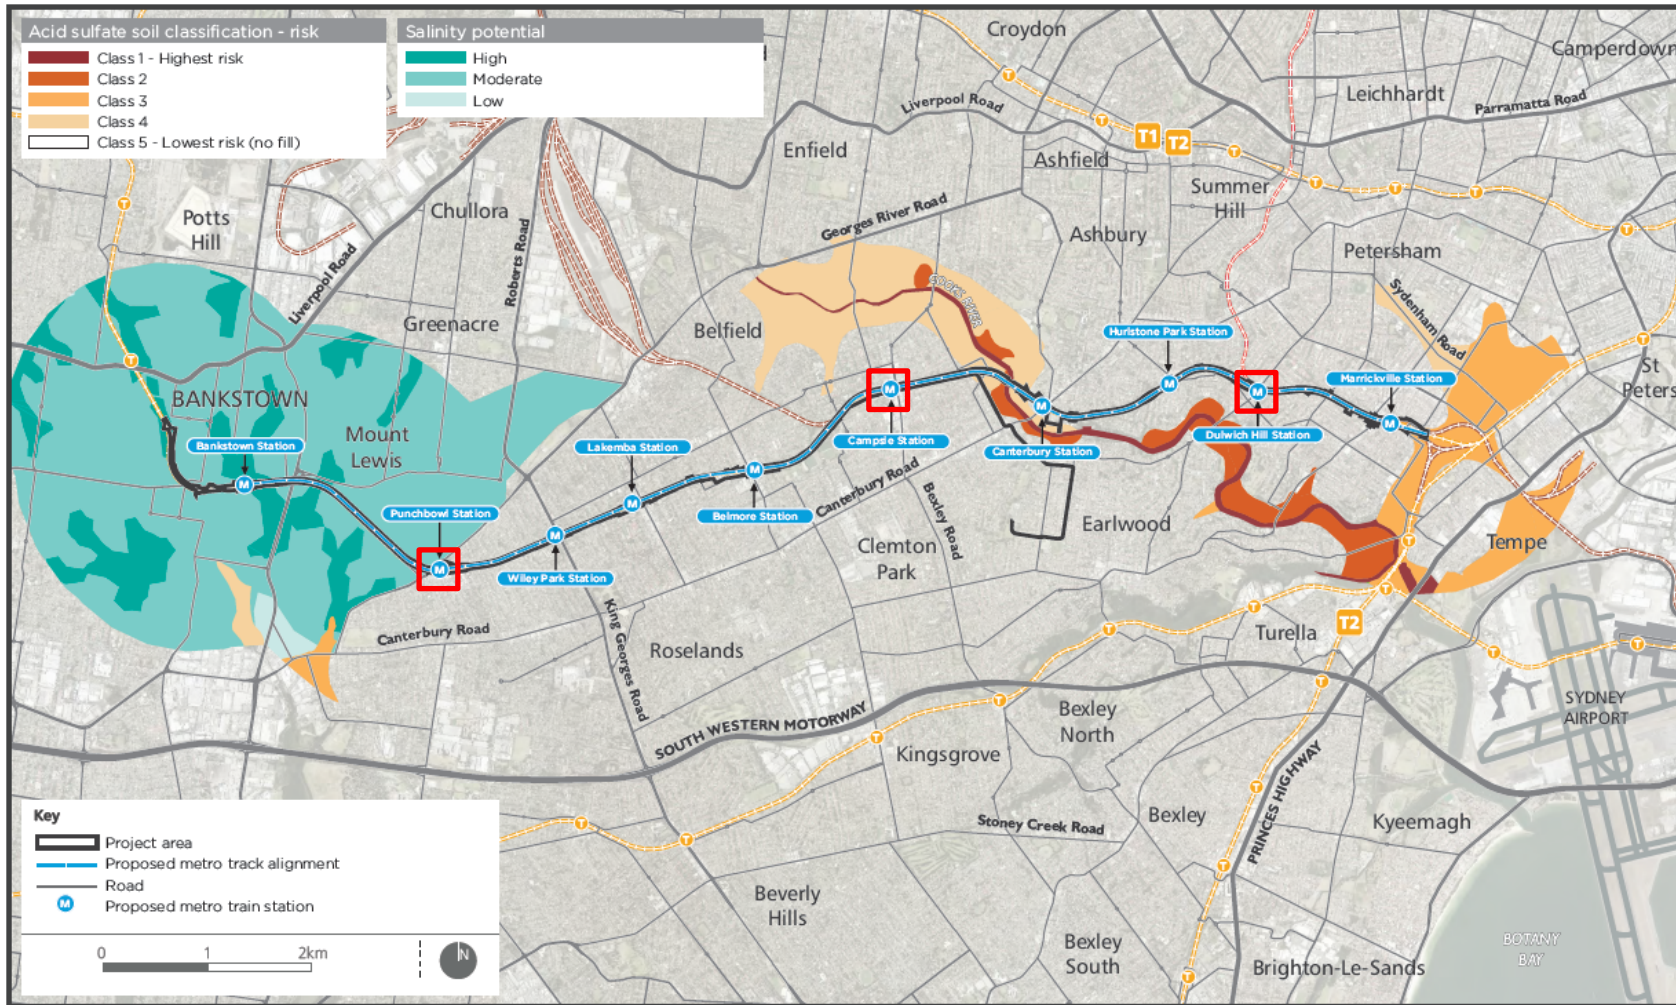 Acid sulfate soil classification - risk
Class 1 - Highest risk
Class 2
Class 3
Class 4
Class 5 - Lowest risk (no fill)
Salinity potential
High
Moderate
Low
Croydon
Camperdown
Leichhardt
Parramatta Road
Liverpool Road
T1
T2
Enfield
Ashfield
Summer
Hill
Potts
Hill
Chullora
Georges River Road
Ashbury
Petersham
Liverpool Road
Roberts Road
COOKS RIVER
Sydenham Road
Greenacre
Belfield
Hurlstone Park Station
St
Peters
Marrickville Station
BANKSTOWN
Mount
Lewis
Bankstown Station
Lakemba Station
Campsie Station
Canterbury Station
Dulwich Hill Station
Punchbowl Station
Belmore Station
Canterbury Road
Bexley Road
Earlwood
Clemton
Park
Tempe
Wiley Park Station
King Georges Road
Canterbury Road
Roselands
T2
Turella
SOUTH WESTERN MOTORWAY
Bexley
North
SYDNEY
AIRPORT
Kingsgrove
PRINCES HIGHWAY
Stoney Creek Road
Bexley
Kyeemagh
Key
Project area
Proposed metro track alignment
Road
M
Proposed metro train station
Beverly
Hills
0 1 2km
N
Bexley
South
BOTANY
BAY
Brighton-Le-Sands